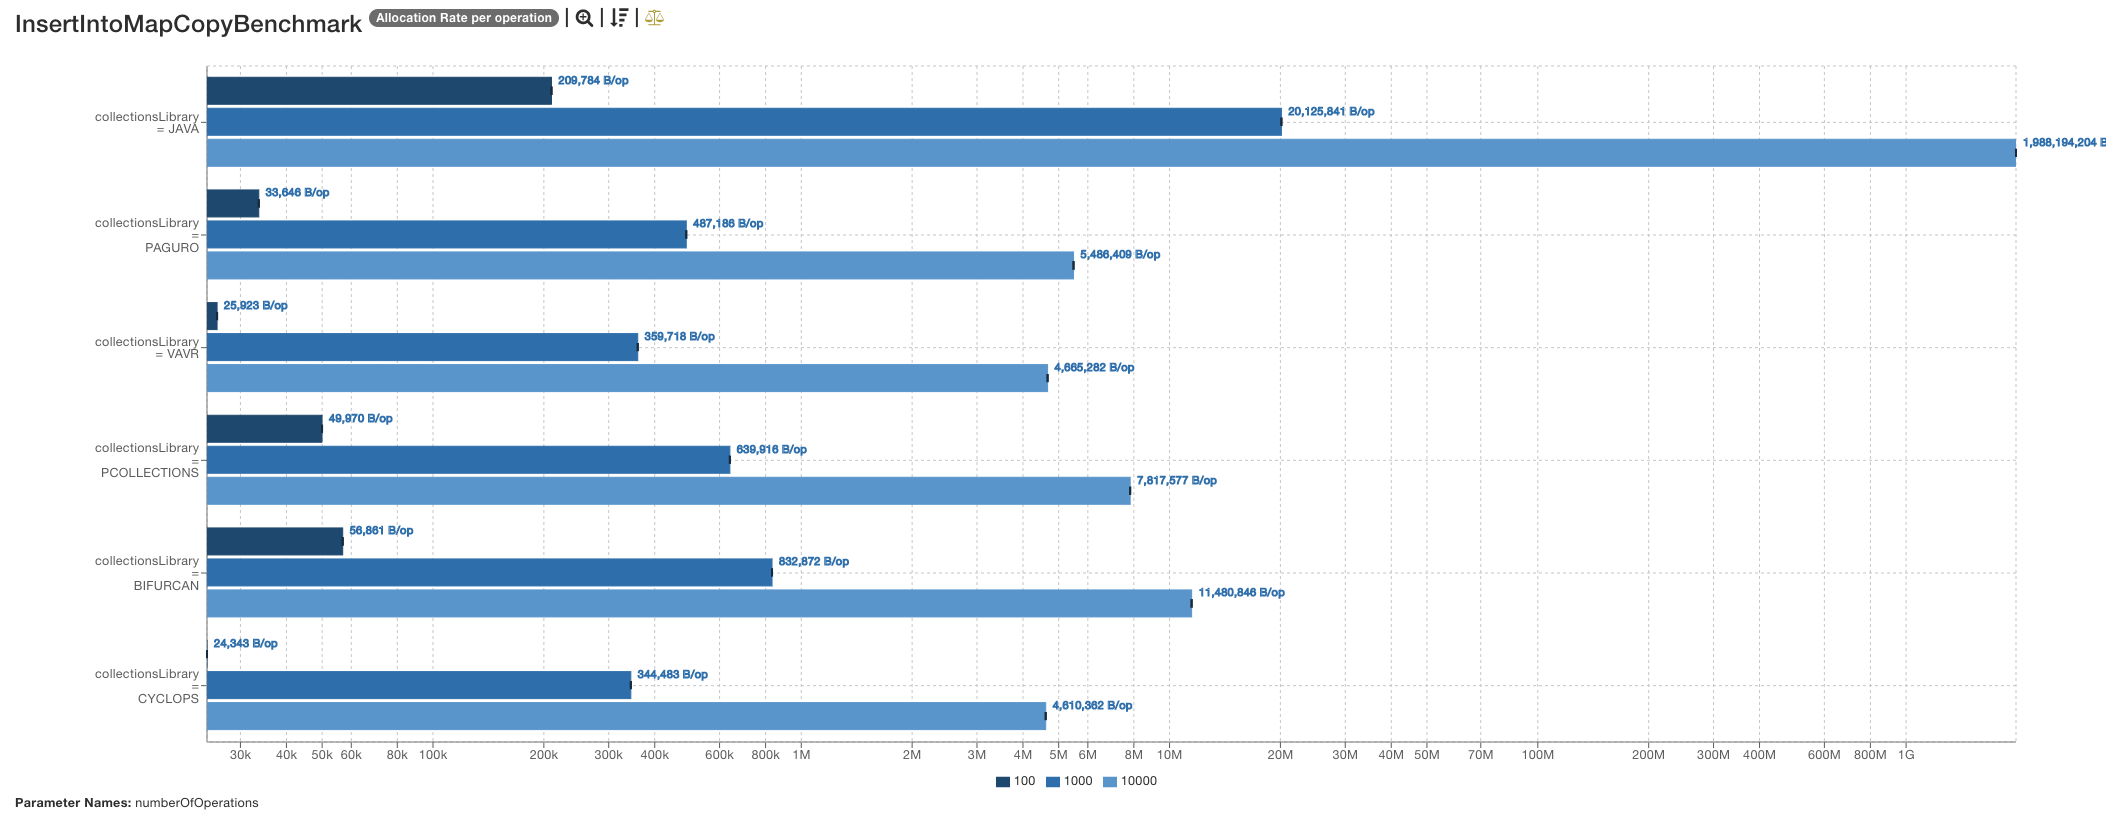 InsertIntoMapCopyBenchmark Allocation Rate per operation
209,784 B/op
20,125,841 B/op
1,988,194,204 B
collectionsLibrary
= JAVA
33,646 B/op
487,186 B/op
5,486,409 B/op
collectionsLibrary
=
PAGURO
25,923 B/op
359,718 B/op
4,665,282 B/op
collectionsLibrary
= VAVR
49,970 B/op
639,916 B/op
7,817,577 B/op
collectionsLibrary
=
PCOLLECTIONS
56,861 B/op
832,872 B/op
11,480,846 B/op
collectionsLibrary
=
BIFURCAN
24,343 B/op
344,483 B/op
4,610,362 B/op
collectionsLibrary
=
CYCLOPS
30k 40k 50k 60k 80k 100k 200k 300k 400k 600k 800k 1M 2M 3M 4M 5M 6M 8M 10M 20M 30M 40M 50M 70M 100M 200M 300M 400M 600M 800M 1G
100 1000 10000
Parameter Names: numberOfOperations